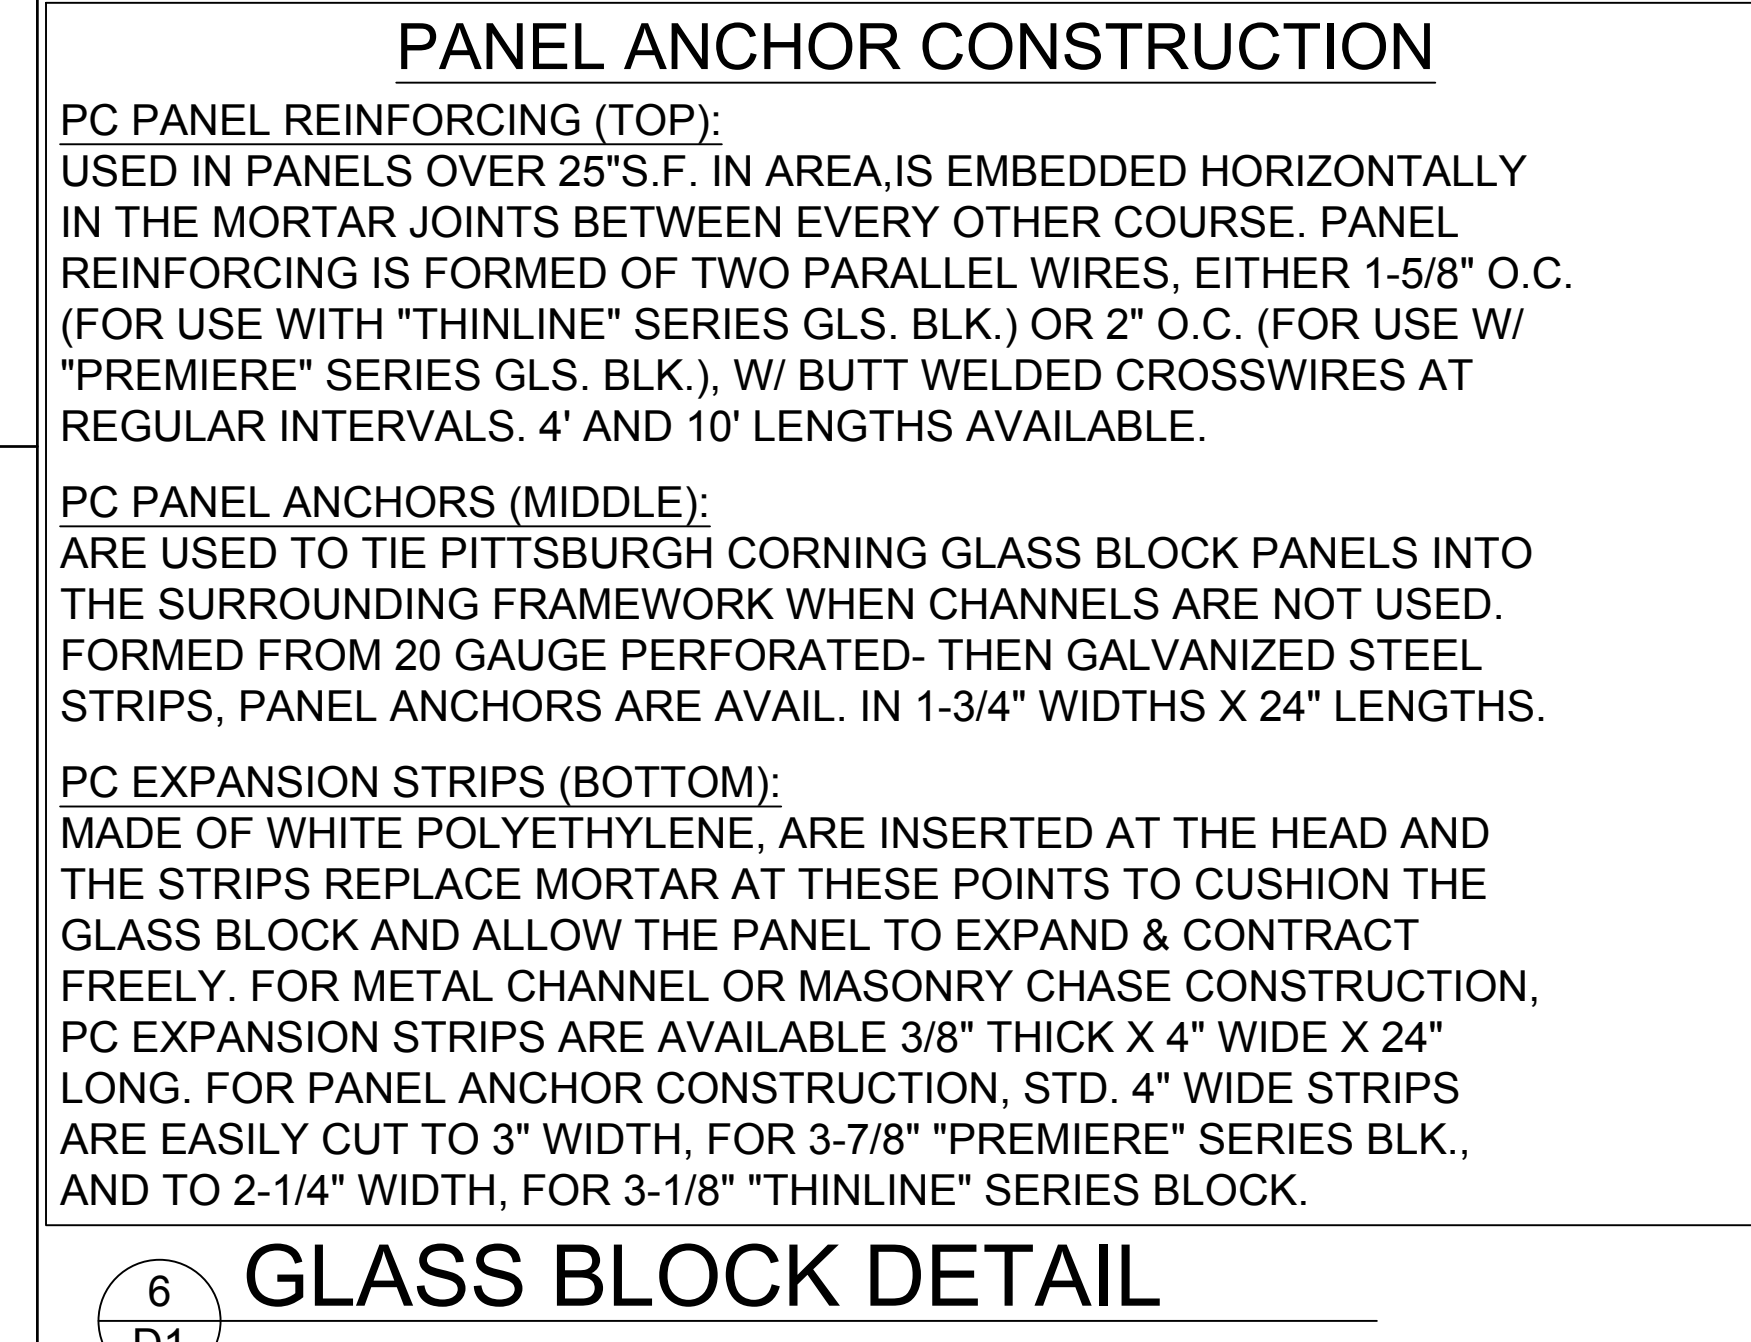 PANEL ANCHOR CONSTRUCTION
PC PANEL REINFORCING (TOP):
USED IN PANELS OVER 25"S.F. IN AREA,IS EMBEDDED HORIZONTALLY
IN THE MORTAR JOINTS BETWEEN EVERY OTHER COURSE. PANEL
REINFORCING IS FORMED OF TWO PARALLEL WIRES, EITHER 1-5/8" O.C.
(FOR USE WITH "THINLINE" SERIES GLS. BLK.) OR 2" O.C. (FOR USE W/
"PREMIERE" SERIES GLS. BLK.), W/ BUTT WELDED CROSSWIRES AT
REGULAR INTERVALS. 4' AND 10' LENGTHS AVAILABLE.
PC PANEL ANCHORS (MIDDLE):
ARE USED TO TIE PITTSBURGH CORNING GLASS BLOCK PANELS INTO
THE SURROUNDING FRAMEWORK WHEN CHANNELS ARE NOT USED.
FORMED FROM 20 GAUGE PERFORATED- THEN GALVANIZED STEEL
STRIPS, PANEL ANCHORS ARE AVAIL. IN 1-3/4" WIDTHS X 24" LENGTHS.
PC EXPANSION STRIPS (BOTTOM):
MADE OF WHITE POLYETHYLENE, ARE INSERTED AT THE HEAD AND
THE STRIPS REPLACE MORTAR AT THESE POINTS TO CUSHION THE
GLASS BLOCK AND ALLOW THE PANEL TO EXPAND & CONTRACT
FREELY. FOR METAL CHANNEL OR MASONRY CHASE CONSTRUCTION,
PC EXPANSION STRIPS ARE AVAILABLE 3/8" THICK X 4" WIDE X 24"
LONG. FOR PANEL ANCHOR CONSTRUCTION, STD. 4" WIDE STRIPS
ARE EASILY CUT TO 3" WIDTH, FOR 3-7/8" "PREMIERE" SERIES BLK.,
AND TO 2-1/4" WIDTH, FOR 3-1/8" "THINLINE" SERIES BLOCK.
6 GLASS BLOCK DETAIL
D1